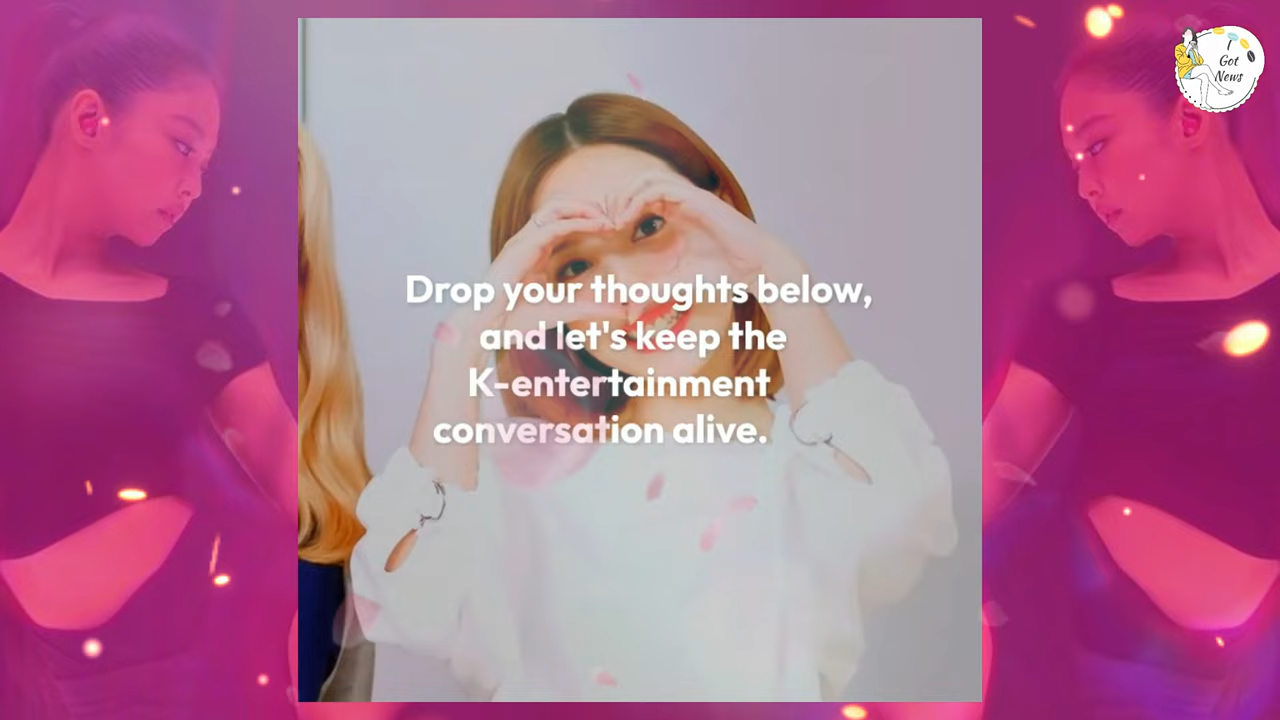 I
Got
News
Drop your thoughts below,
and let's keep the
K-entertainment
conversation alive.